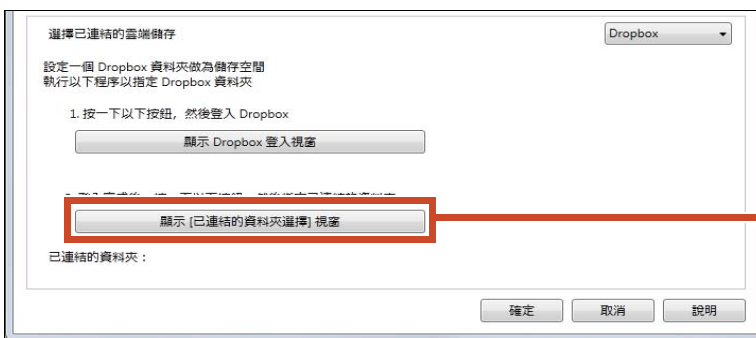 選擇已連結的雲端儲存
Dropbox
設定一個 Dropbox 資料夾做為儲存空間
執行以下程序以指定 Dropbox 資料夾
1. 按一下以下按鈕，然後登入 Dropbox
顯示 Dropbox 登入視窗
顯示 [已連結的資料夾選擇] 視窗
已連結的資料夾：
確定
取消
說明